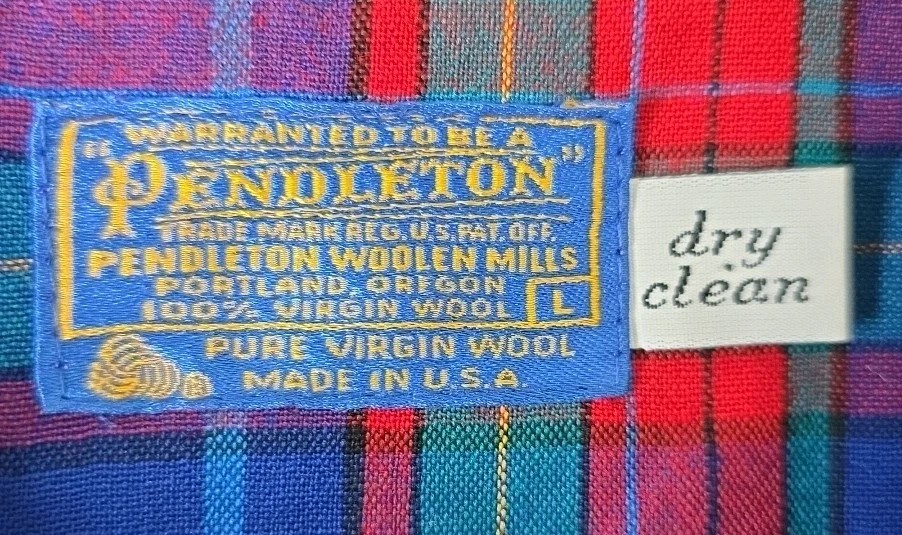 WARRANTED TO BE A
"PENDLETON"
TRADE MARK REG. U.S. PAT. OFF.
PENDLETON WOOLEN MILLS
PORTLAND, OREGON
100% VIRGIN WOOL L
PURE VIRGIN WOOL
MADE IN U.S.A.
dry
clean